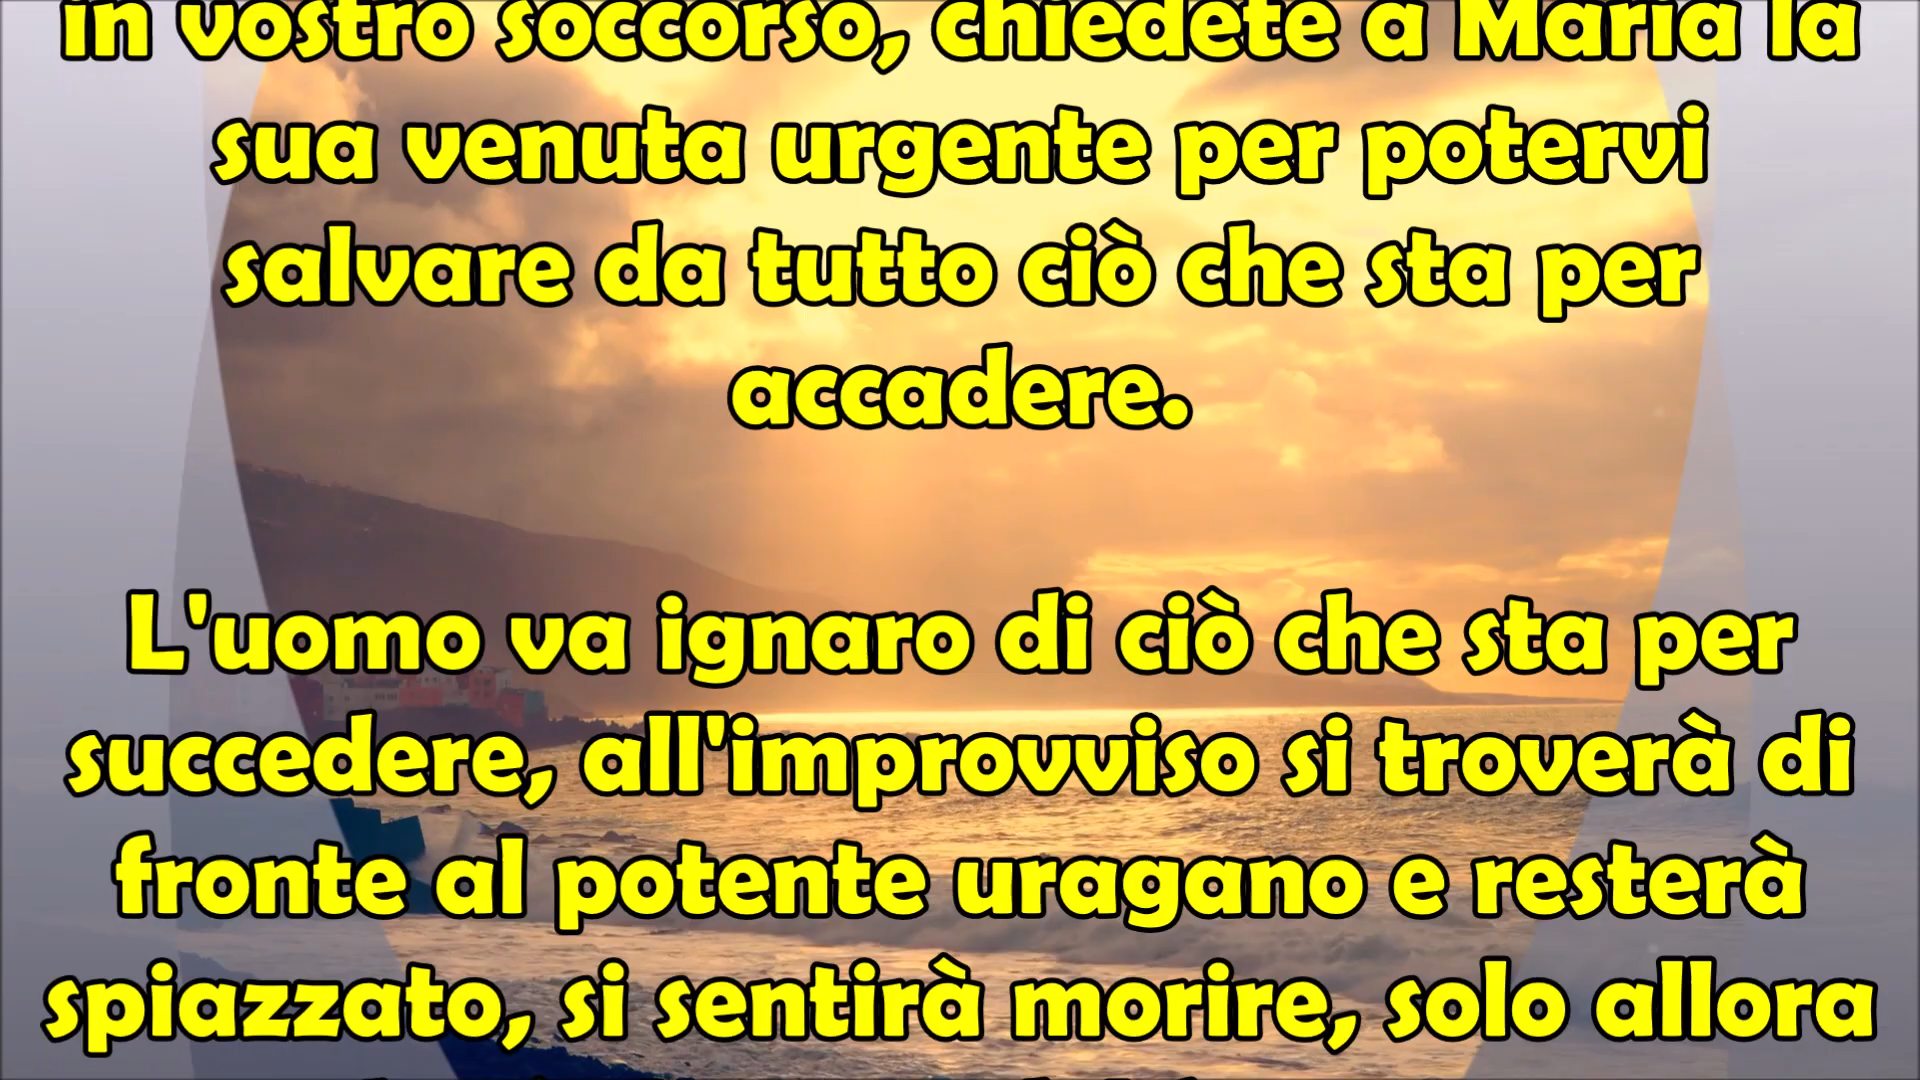 in vostro soccorso, chiedete a Maria la
sua venuta urgente per potervi
salvare da tutto ciò che sta per
accadere.
L'uomo va ignaro di ciò che sta per
succedere, all'improvviso si troverà di
fronte al potente uragano e resterà
spiazzato, si sentirà morire, solo allora